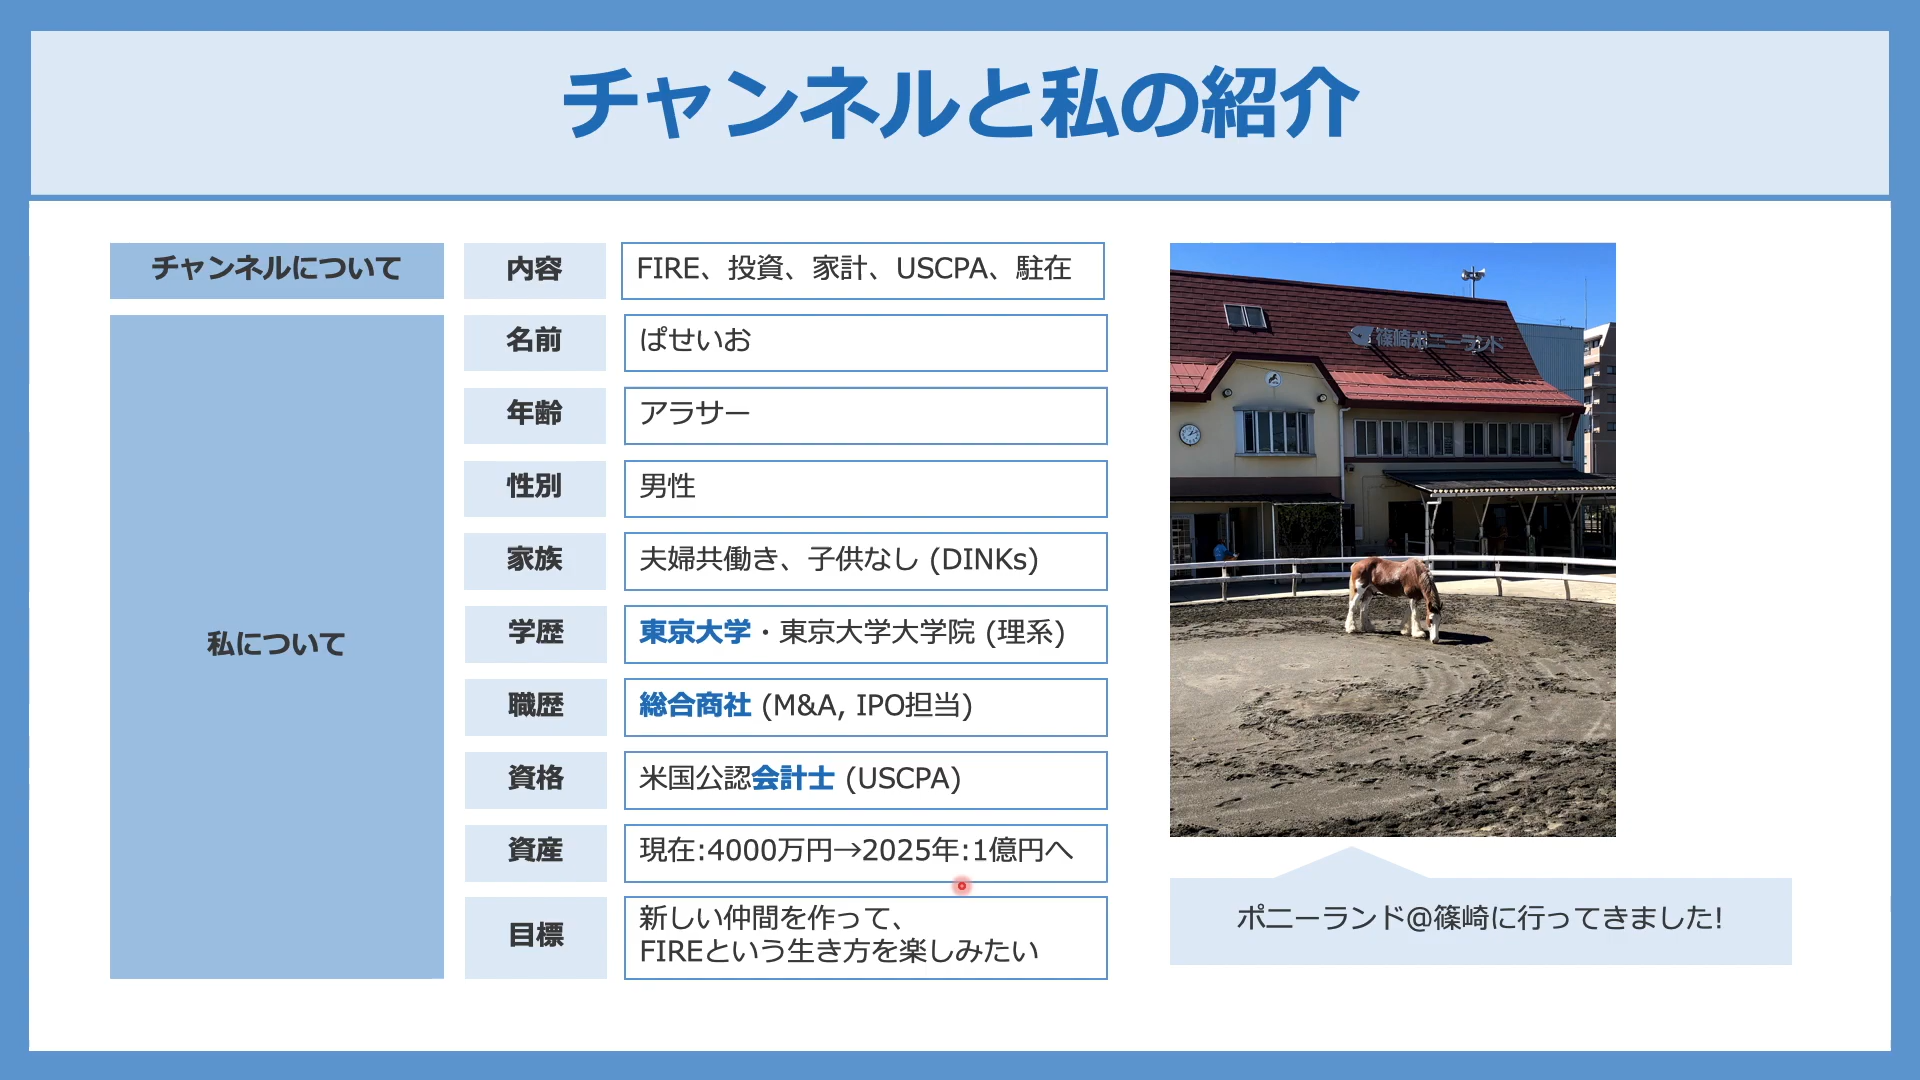 チャンネルと私の紹介
チャンネルについて
内容
FIRE、投資、家計、USCPA、駐在
私について
名前
ぱせいお
年齢
アラサー
性別
男性
家族
夫婦共働き、子供なし (DINKs)
学歴
東京大学・東京大学大学院 (理系)
職歴
総合商社 (M&A, IPO担当)
資格
米国公認会計士 (USCPA)
資産
現在:4000万円→2025年:1億円へ
目標
新しい仲間を作って、
FIREという生き方を楽しみたい
篠崎ポニーランド
ポニーランド@篠崎に行ってきました!